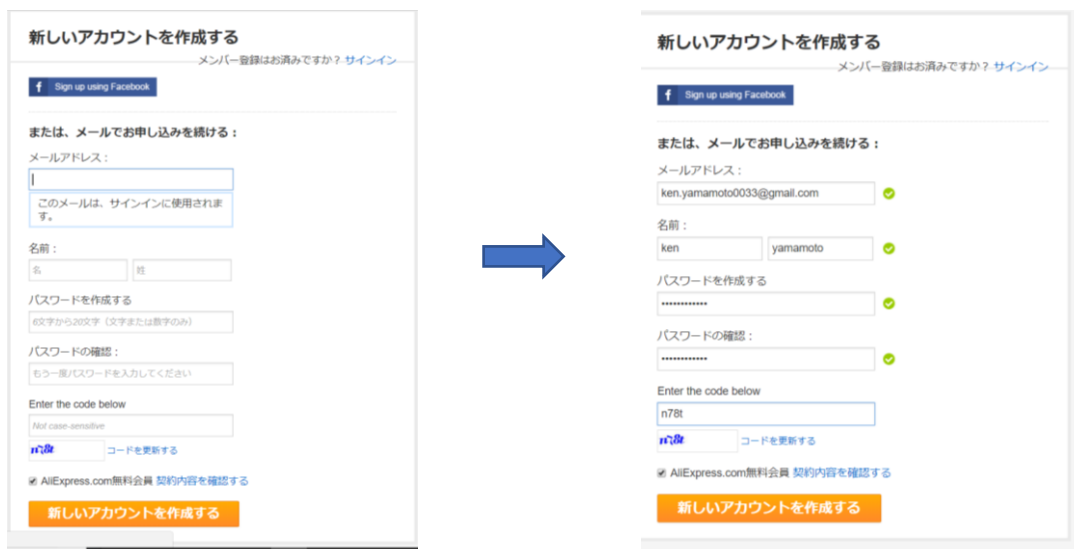 新しいアカウントを作成する
メンバー登録はお済みですか？ サインイン
f Sign up using Facebook
または、メールでお申し込みを続ける：
メールアドレス：
このメールは、サインインに使用されま
す。
名前：
名 姓
パスワードを作成する
6文字から20文字（文字または数字のみ）
パスワードの確認：
もう一度パスワードを入力してください
Enter the code below
Not case-sensitive
n78t コードを更新する
AliExpress.com無料会員 契約内容を確認する
新しいアカウントを作成する
新しいアカウントを作成する
メンバー登録はお済みですか？ サインイン
f Sign up using Facebook
または、メールでお申し込みを続ける：
メールアドレス：
ken.yamamoto0033@gmail.com
名前：
ken yamamoto
パスワードを作成する
••••••••••••
パスワードの確認：
••••••••••••
Enter the code below
n78t
n78t コードを更新する
AliExpress.com無料会員 契約内容を確認する
新しいアカウントを作成する